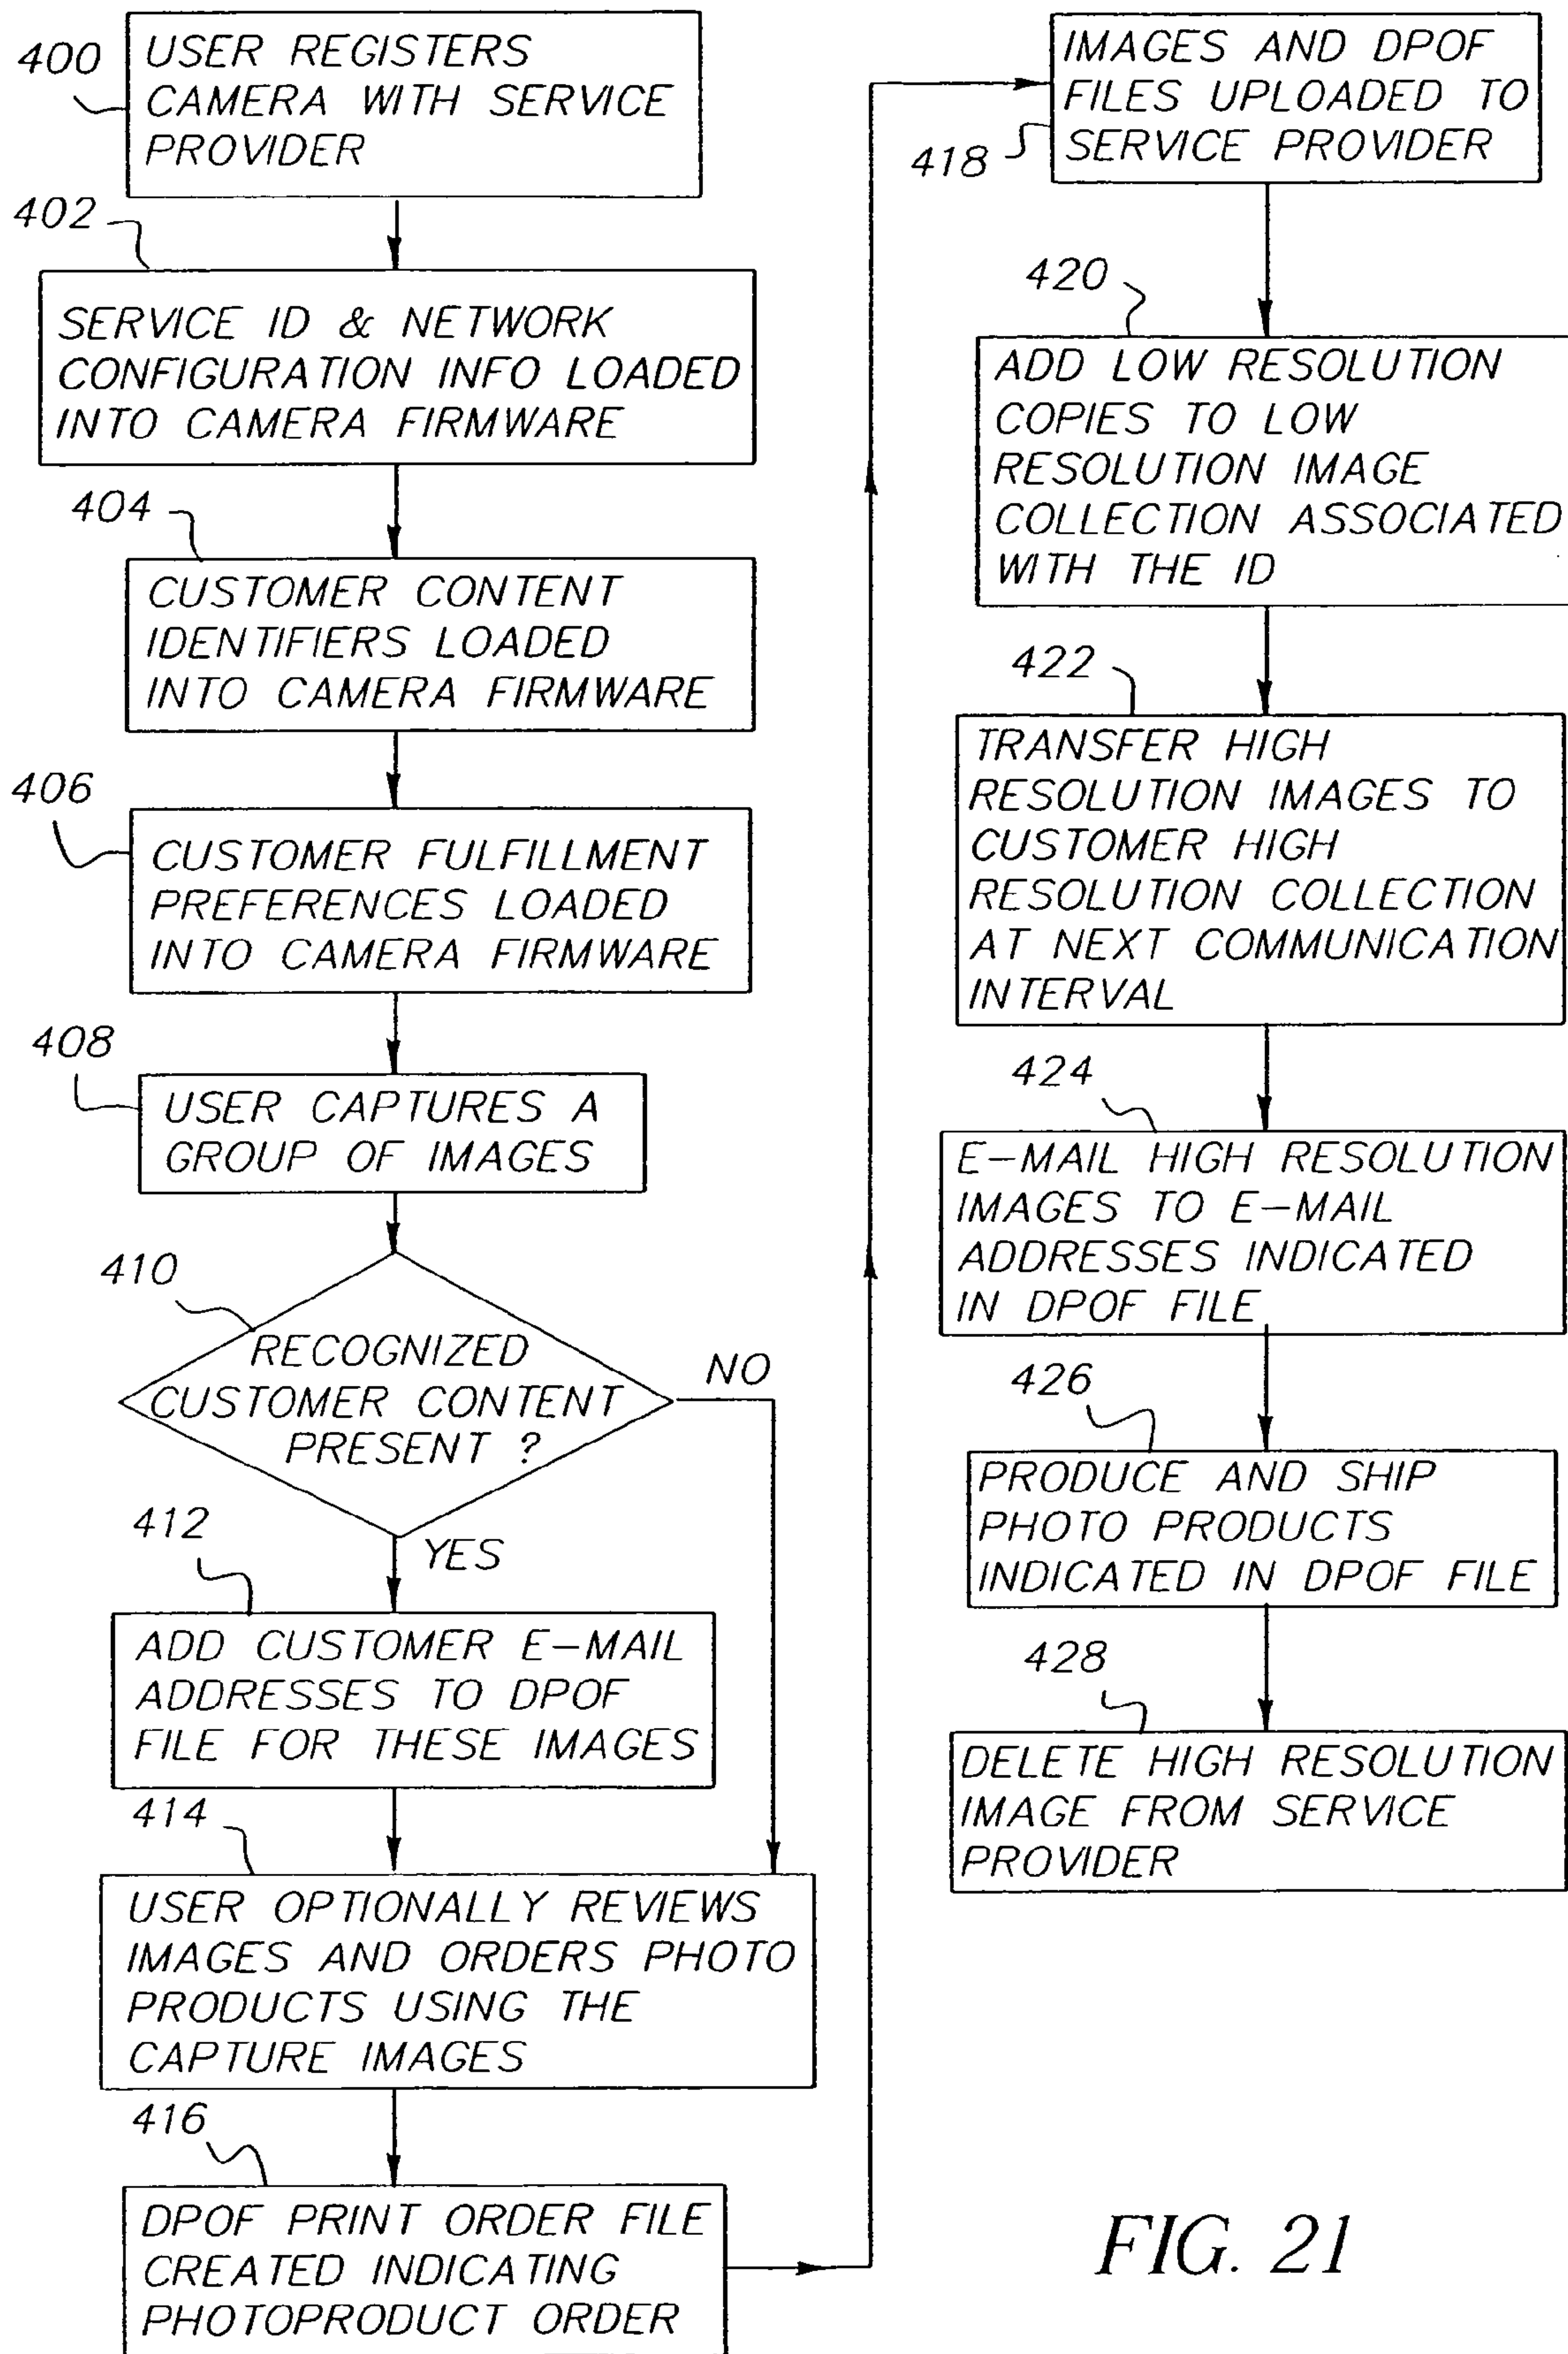 400
USER REGISTERS
CAMERA WITH SERVICE
PROVIDER
402
SERVICE ID & NETWORK
CONFIGURATION INFO LOADED
INTO CAMERA FIRMWARE
404
CUSTOMER CONTENT
IDENTIFIERS LOADED
INTO CAMERA FIRMWARE
406
CUSTOMER FULFILLMENT
PREFERENCES LOADED
INTO CAMERA FIRMWARE
408
USER CAPTURES A
GROUP OF IMAGES
410
RECOGNIZED
CUSTOMER CONTENT
PRESENT ?
NO
YES
412
ADD CUSTOMER E-MAIL
ADDRESSES TO DPOF
FILE FOR THESE IMAGES
414
USER OPTIONALLY REVIEWS
IMAGES AND ORDERS PHOTO
PRODUCTS USING THE
CAPTURE IMAGES
416
DPOF PRINT ORDER FILE
CREATED INDICATING
PHOTOPRODUCT ORDER
IMAGES AND DPOF
FILES UPLOADED TO
SERVICE PROVIDER
418
420
ADD LOW RESOLUTION
COPIES TO LOW
RESOLUTION IMAGE
COLLECTION ASSOCIATED
WITH THE ID
422
TRANSFER HIGH
RESOLUTION IMAGES TO
CUSTOMER HIGH
RESOLUTION COLLECTION
AT NEXT COMMUNICATION
INTERVAL
424
E-MAIL HIGH RESOLUTION
IMAGES TO E-MAIL
ADDRESSES INDICATED
IN DPOF FILE
426
PRODUCE AND SHIP
PHOTO PRODUCTS
INDICATED IN DPOF FILE
428
DELETE HIGH RESOLUTION
IMAGE FROM SERVICE
PROVIDER
FIG. 21